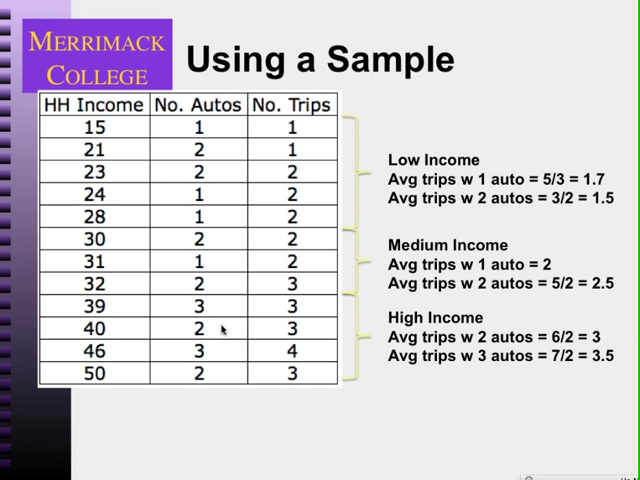 MERRIMACK
COLLEGE
Using a Sample
HH Income No. Autos No. Trips
15 1 1
21 2 1
23 2 2
24 1 2
28 1 2
30 2 2
31 1 2
32 2 3
39 3 3
40 2 3
46 3 4
50 2 3
Low Income
Avg trips w 1 auto = 5/3 = 1.7
Avg trips w 2 autos = 3/2 = 1.5
Medium Income
Avg trips w 1 auto = 2
Avg trips w 2 autos = 5/2 = 2.5
High Income
Avg trips w 2 autos = 6/2 = 3
Avg trips w 3 autos = 7/2 = 3.5